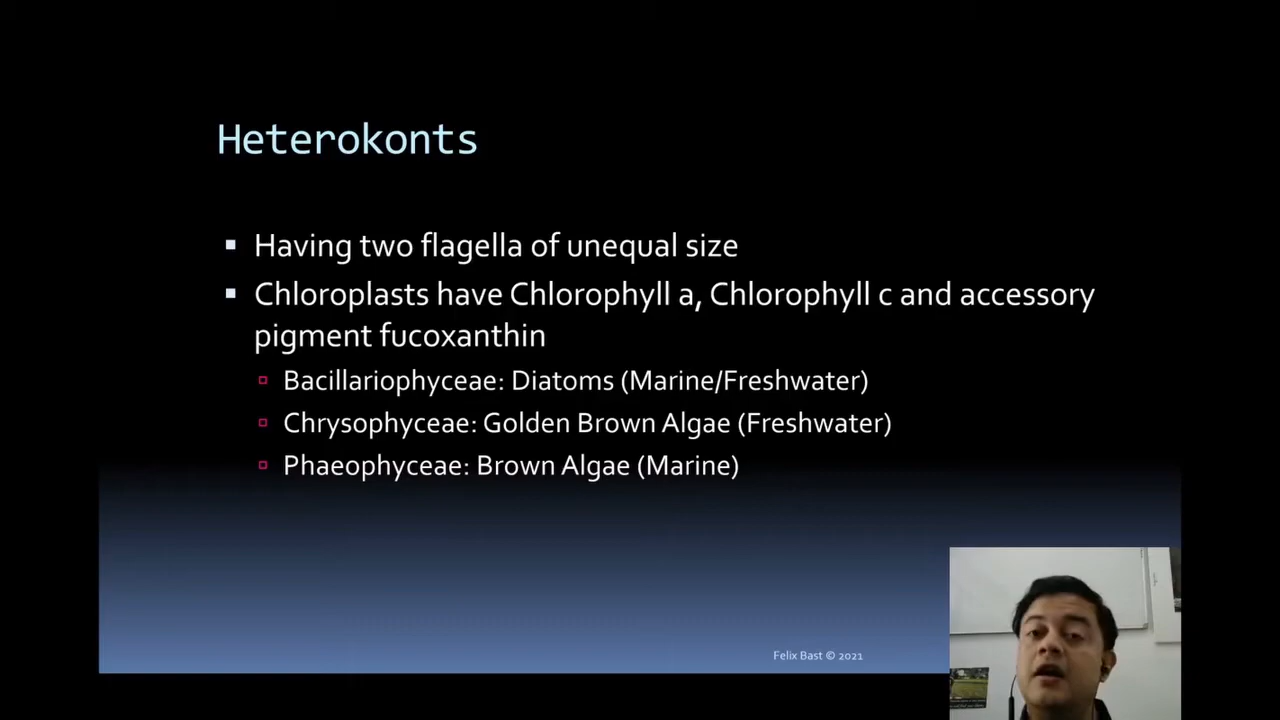 Heterokonts
Having two flagella of unequal size
Chloroplasts have Chlorophyll a, Chlorophyll c and accessory
pigment fucoxanthin
Bacillariophyceae: Diatoms (Marine/Freshwater)
Chrysophyceae: Golden Brown Algae (Freshwater)
Phaeophyceae: Brown Algae (Marine)
Felix Bast © 2021